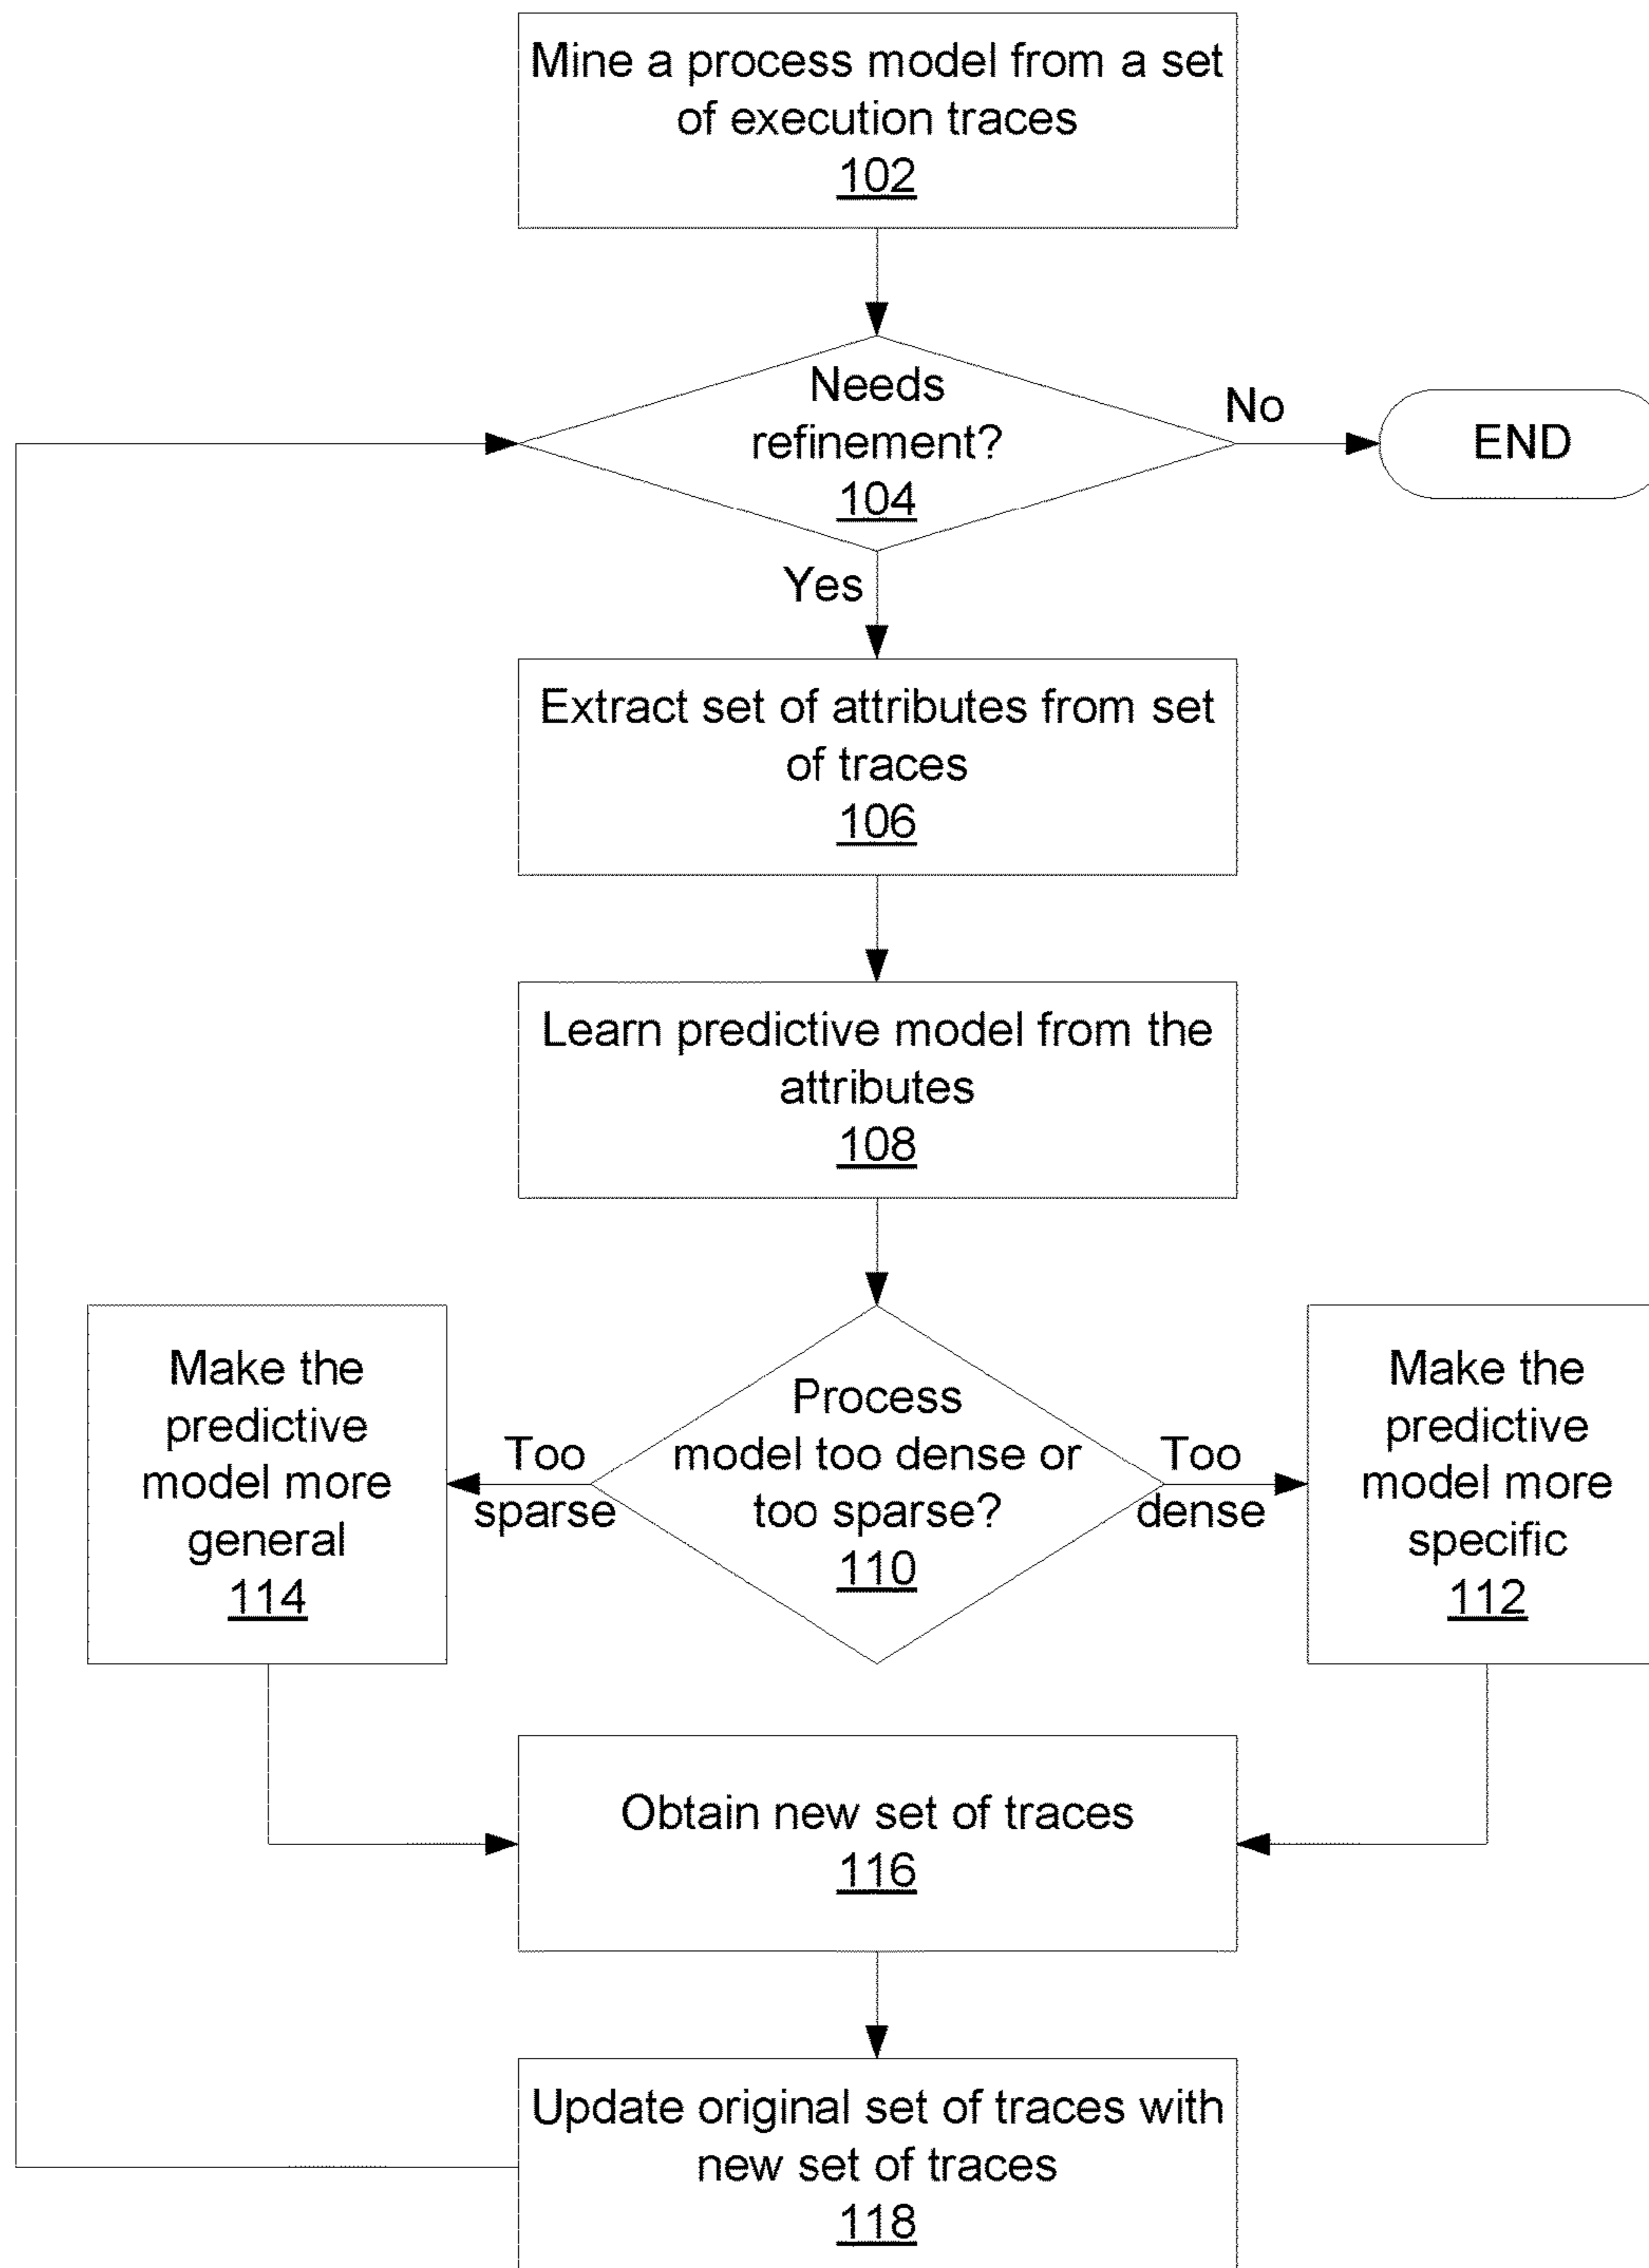 Mine a process model from a set
of execution traces
102
Needs
refinement?
104
No
END
Yes
Extract set of attributes from set
of traces
106
Learn predictive model from the
attributes
108
Make the
predictive
model more
general
114
Too
sparse
Process
model too dense or
too sparse?
110
Too
dense
Make the
predictive
model more
specific
112
Obtain new set of traces
116
Update original set of traces with
new set of traces
118